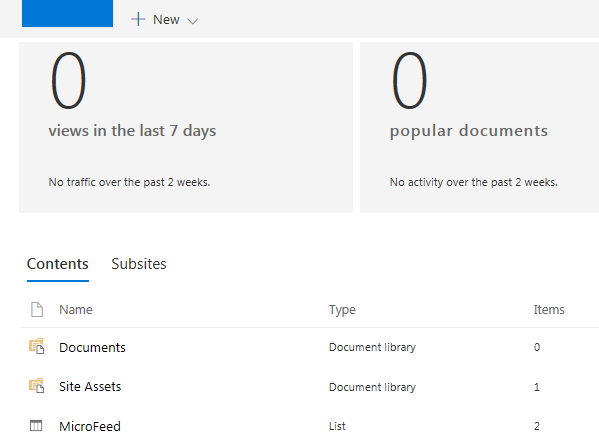 New
0
views in the last 7 days
No traffic over the past 2 weeks.
0
popular documents
No activity over the past 2 weeks.
Contents Subsites
Name Type Items
Documents Document library 0
Site Assets Document library 1
MicroFeed List 2